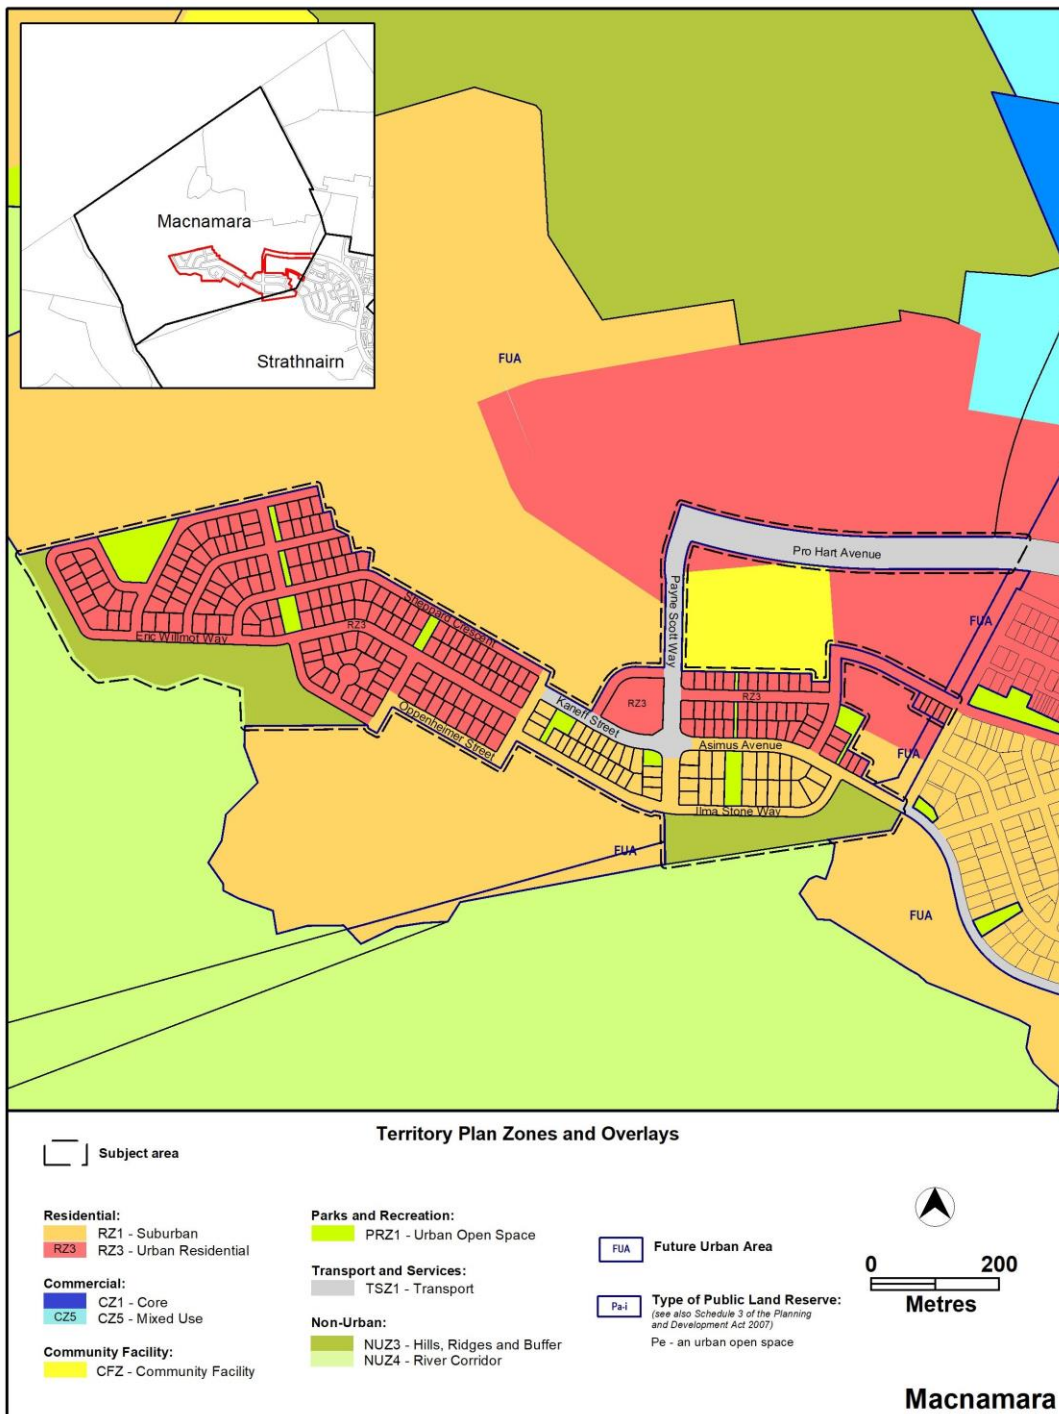 Macnamara
Strathnairn
FUA
Pro Hart Avenue
Payne Scott Way
FUA
Sheppard Crescent
RZ3
Eric Willmot Way
RZ3
RZ3
Kaneff Street
Oppenheimer Street
Asimus Avenue
FUA
Ilma Stone Way
FUA
FUA
Territory Plan Zones and Overlays
Subject area
Residential:
RZ1 - Suburban
RZ3 RZ3 - Urban Residential
Commercial:
CZ1 - Core
CZ5 CZ5 - Mixed Use
Community Facility:
CFZ - Community Facility
Parks and Recreation:
PRZ1 - Urban Open Space
Transport and Services:
TSZ1 - Transport
Non-Urban:
NUZ3 - Hills, Ridges and Buffer
NUZ4 - River Corridor
FUA Future Urban Area
Pa-i Type of Public Land Reserve:
(see also Schedule 3 of the Planning
and Development Act 2007)
Pe - an urban open space
0 200
Metres
Macnamara